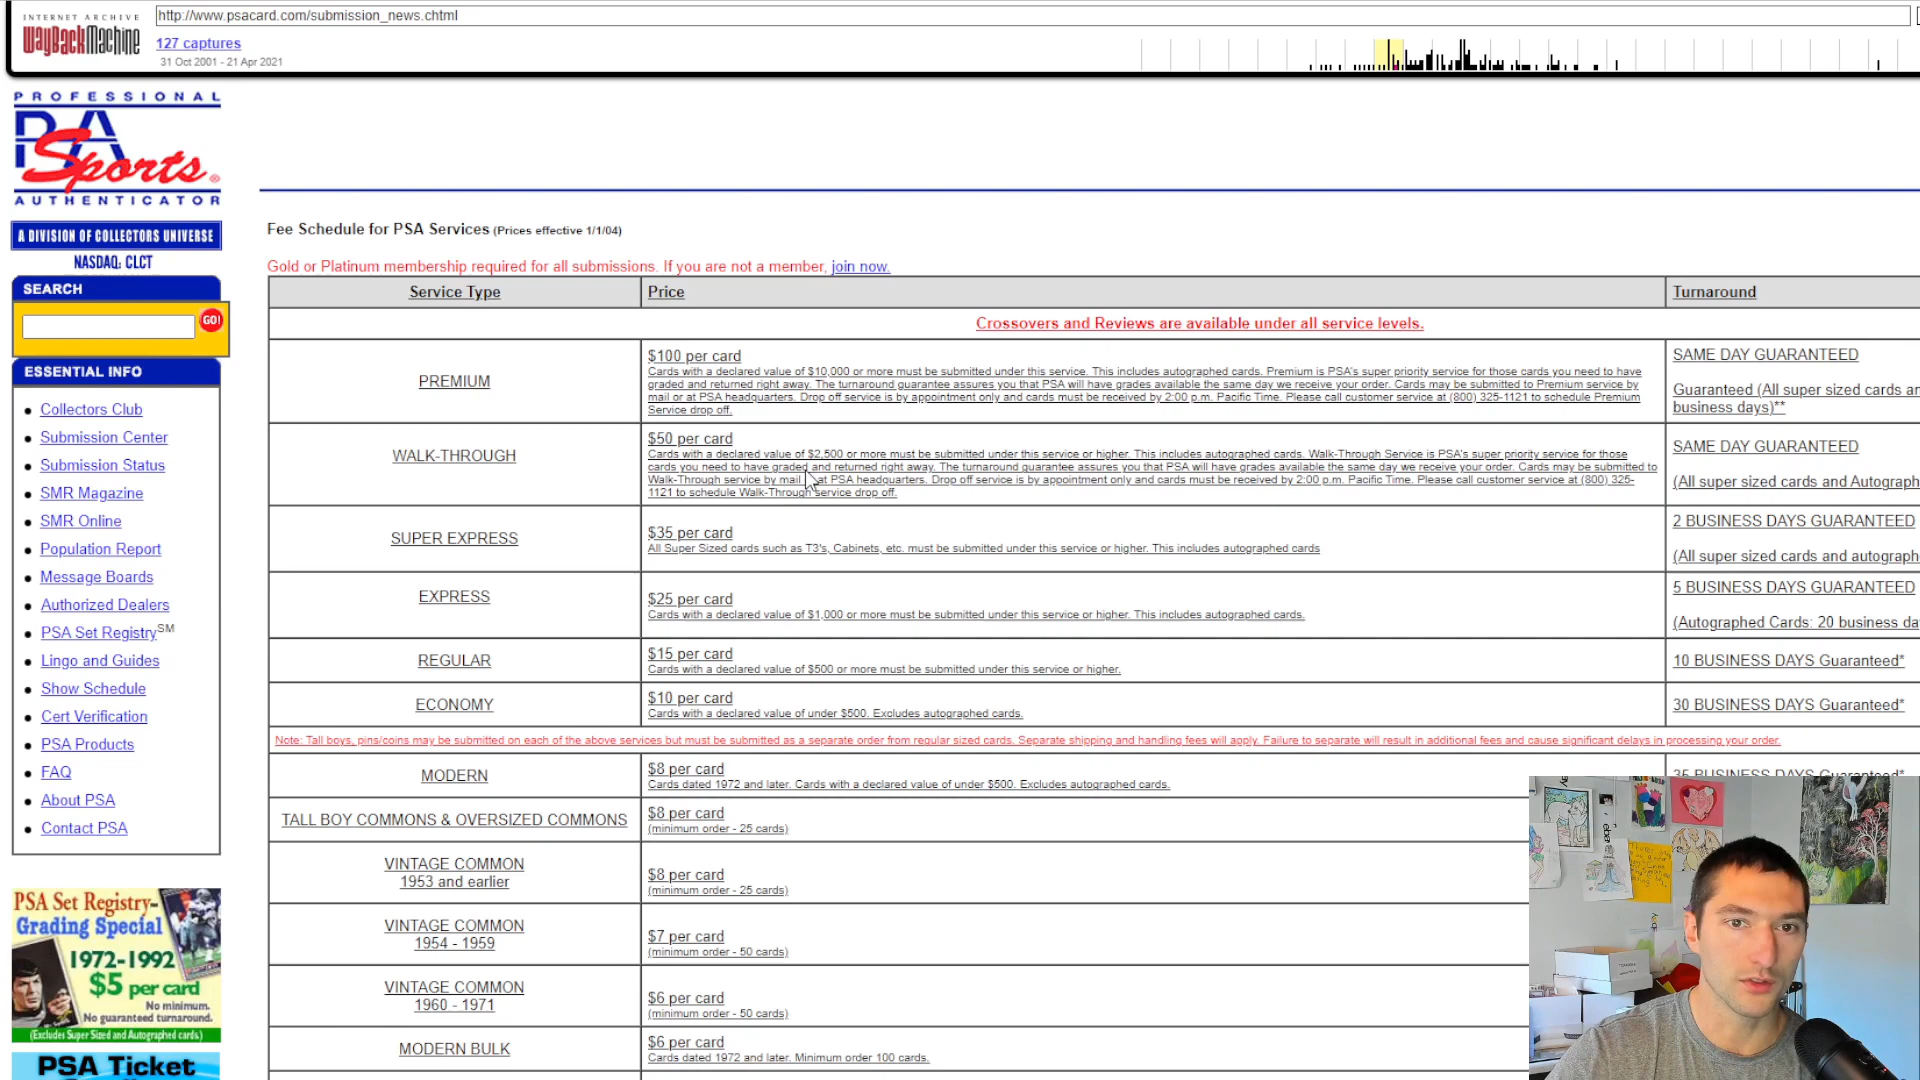 INTERNET ARCHIVE
WayBackMachine
http://www.psacard.com/submission_news.chtml
127 captures
31 Oct 2001 - 21 Apr 2021
PROFESSIONAL
PSA
Sports®
AUTHENTICATOR
A DIVISION OF COLLECTORS UNIVERSE
NASDAQ: CLCT
SEARCH
GO!
ESSENTIAL INFO
Collectors Club
Submission Center
Submission Status
SMR Magazine
SMR Online
Population Report
Message Boards
Authorized Dealers
PSA Set RegistrySM
Lingo and Guides
Show Schedule
Cert Verification
PSA Products
FAQ
About PSA
Contact PSA
PSA Set Registry-
Grading Special
1972-1992
$5 per card
No minimum.
No guaranteed turnaround.
(Excludes Super Sized and Autographed cards.)
PSA Ticket
Fee Schedule for PSA Services (Prices effective 1/1/04)
Gold or Platinum membership required for all submissions. If you are not a member, join now.
Service Type Price Turnaround
Crossovers and Reviews are available under all service levels.
PREMIUM
$100 per card
Cards with a declared value of $10,000 or more must be submitted under this service. This includes autographed cards. Premium is PSA's super priority service for those cards you need to have
graded and returned right away. The turnaround guarantee assures you that PSA will have grades available the same day we receive your order. Cards may be submitted to Premium service by
mail or at PSA headquarters. Drop off service is by appointment only and cards must be received by 2:00 p.m. Pacific Time. Please call customer service at (800) 325-1121 to schedule Premium
Service drop off.
SAME DAY GUARANTEED
Guaranteed (All super sized cards an
business days)**
WALK-THROUGH
$50 per card
Cards with a declared value of $2,500 or more must be submitted under this service or higher. This includes autographed cards. Walk-Through Service is PSA's super priority service for those
cards you need to have graded and returned right away. The turnaround guarantee assures you that PSA will have grades available the same day we receive your order. Cards may be submitted to
Walk-Through service by mail at PSA headquarters. Drop off service is by appointment only and cards must be received by 2:00 p.m. Pacific Time. Please call customer service at (800) 325-
1121 to schedule Walk-Through service drop off.
SAME DAY GUARANTEED
(All super sized cards and Autograph
SUPER EXPRESS
$35 per card
All Super Sized cards such as T3's, Cabinets, etc. must be submitted under this service or higher. This includes autographed cards
2 BUSINESS DAYS GUARANTEED
(All super sized cards and autograph
EXPRESS
$25 per card
Cards with a declared value of $1,000 or more must be submitted under this service or higher. This includes autographed cards.
5 BUSINESS DAYS GUARANTEED
(Autographed Cards: 20 business da
REGULAR
$15 per card
Cards with a declared value of $500 or more must be submitted under this service or higher.
10 BUSINESS DAYS Guaranteed*
ECONOMY
$10 per card
Cards with a declared value of under $500. Excludes autographed cards.
30 BUSINESS DAYS Guaranteed*
Note: Tall boys, pins/coins may be submitted on each of the above services but must be submitted as a separate order from regular sized cards. Separate shipping and handling fees will apply. Failure to separate will result in additional fees and cause significant delays in processing your order.
MODERN
$8 per card
Cards dated 1972 and later. Cards with a declared value of under $500. Excludes autographed cards.
35 BUSINESS DAYS Guaranteed*
TALL BOY COMMONS & OVERSIZED COMMONS
$8 per card
(minimum order - 25 cards)
VINTAGE COMMON
1953 and earlier
$8 per card
(minimum order - 25 cards)
VINTAGE COMMON
1954 - 1959
$7 per card
(minimum order - 50 cards)
VINTAGE COMMON
1960 - 1971
$6 per card
(minimum order - 50 cards)
MODERN BULK
$6 per card
Cards dated 1972 and later. Minimum order 100 cards.